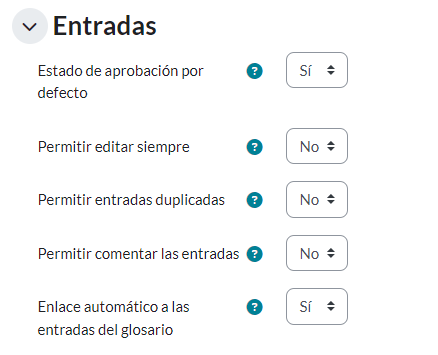 Entradas
Estado de aprobación por
defecto
?
Sí
Permitir editar siempre
?
No
Permitir entradas duplicadas
?
No
Permitir comentar las entradas
?
No
Enlace automático a las
entradas del glosario
?
Sí